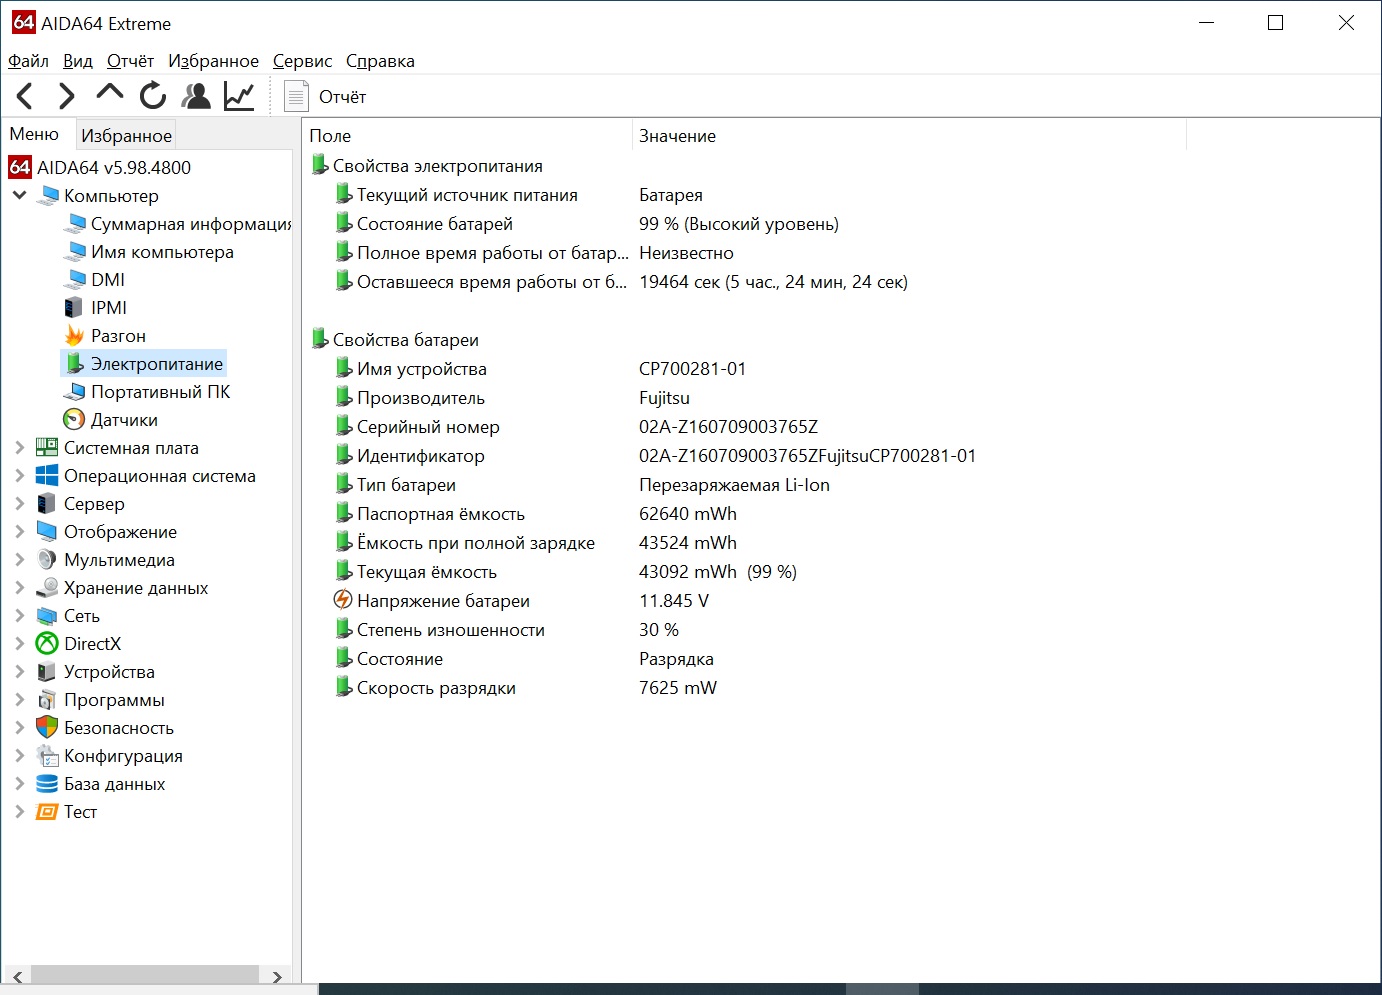 64 AIDA64 Extreme
Файл Вид Отчёт Избранное Сервис Справка
Отчёт
Меню Избранное
64 AIDA64 v5.98.4800
Компьютер
Суммарная информация
Имя компьютера
DMI
IPMI
Разгон
Электропитание
Портативный ПК
Датчики
Системная плата
Операционная система
Сервер
Отображение
Мультимедиа
Хранение данных
Сеть
DirectX
Устройства
Программы
Безопасность
Конфигурация
База данных
Тест
Поле Значение
Свойства электропитания
Текущий источник питания Батарея
Состояние батарей 99 % (Высокий уровень)
Полное время работы от батар... Неизвестно
Оставшееся время работы от б... 19464 сек (5 час., 24 мин, 24 сек)
Свойства батареи
Имя устройства CP700281-01
Производитель Fujitsu
Серийный номер 02A-Z160709003765Z
Идентификатор 02A-Z160709003765ZFujitsuCP700281-01
Тип батареи Перезаряжаемая Li-Ion
Паспортная ёмкость 62640 mWh
Ёмкость при полной зарядке 43524 mWh
Текущая ёмкость 43092 mWh (99 %)
Напряжение батареи 11.845 V
Степень изношенности 30 %
Состояние Разрядка
Скорость разрядки 7625 mW